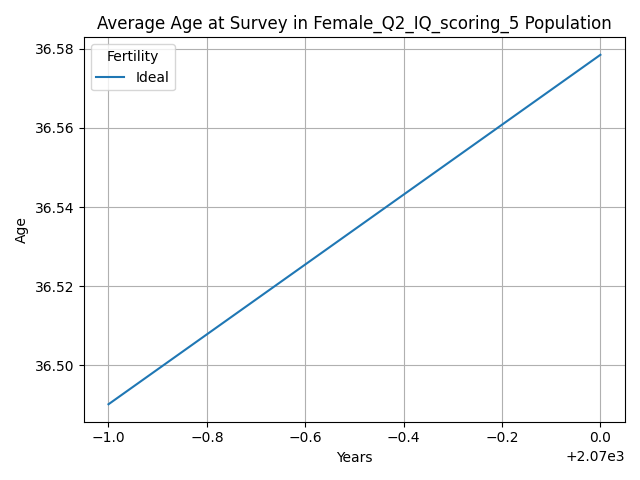 Average Age at Survey in Female_Q2_IQ_scoring_5 Population
Fertility
Ideal
36.58
36.56
36.54
36.52
36.50
Age
−1.0 −0.8 −0.6 −0.4 −0.2 0.0
Years
+2.07e3